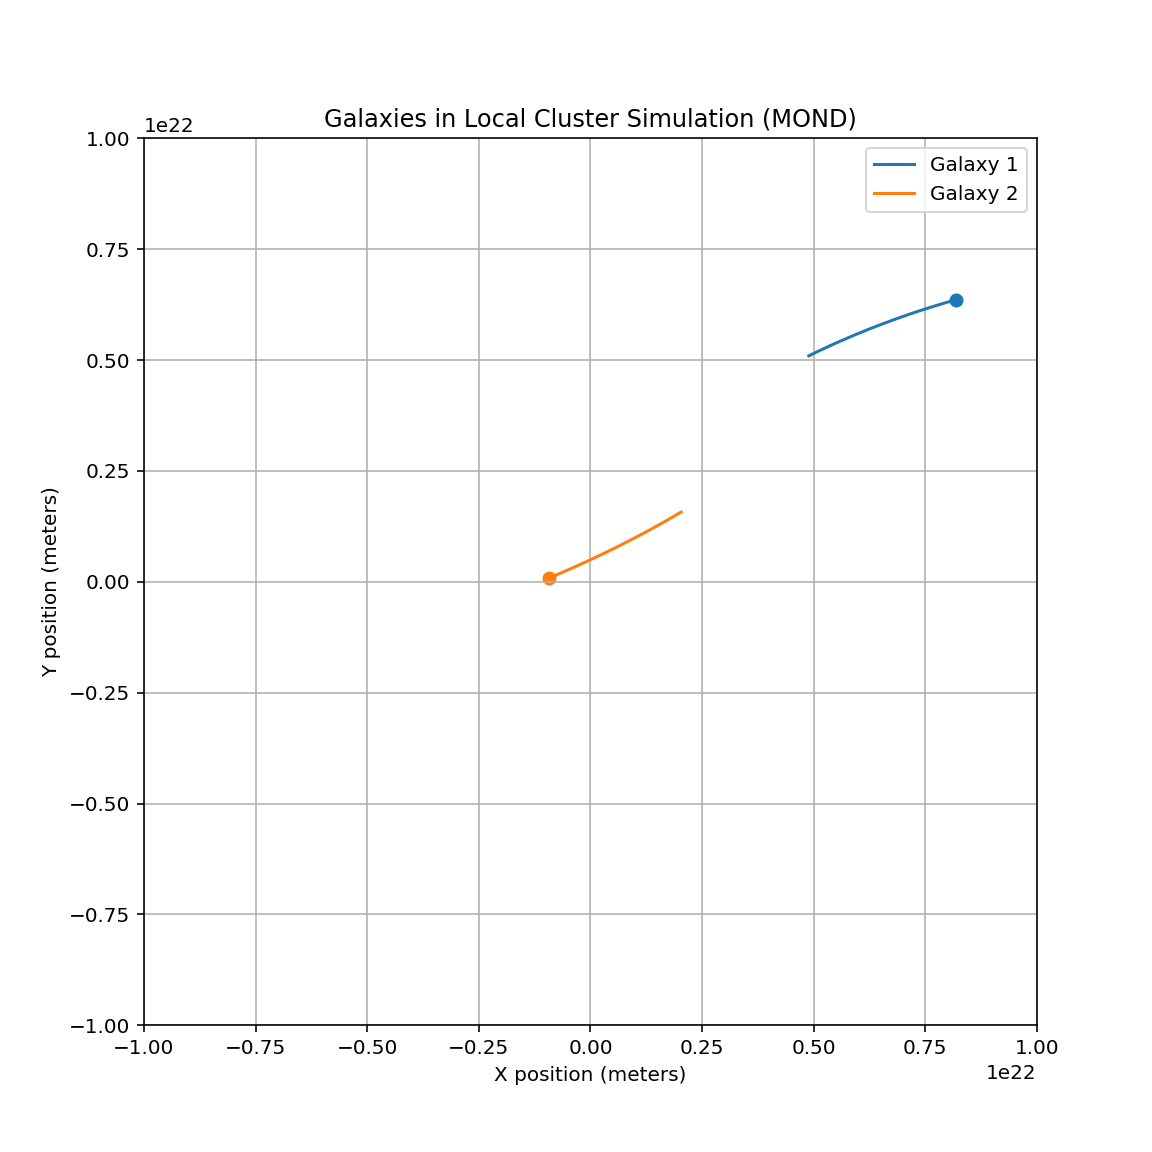 Galaxies in Local Cluster Simulation (MOND)
1e22
Galaxy 1
Galaxy 2
1.00
0.75
0.50
0.25
0.00
−0.25
−0.50
−0.75
−1.00
Y position (meters)
−1.00 −0.75 −0.50 −0.25 0.00 0.25 0.50 0.75 1.00
X position (meters)
1e22